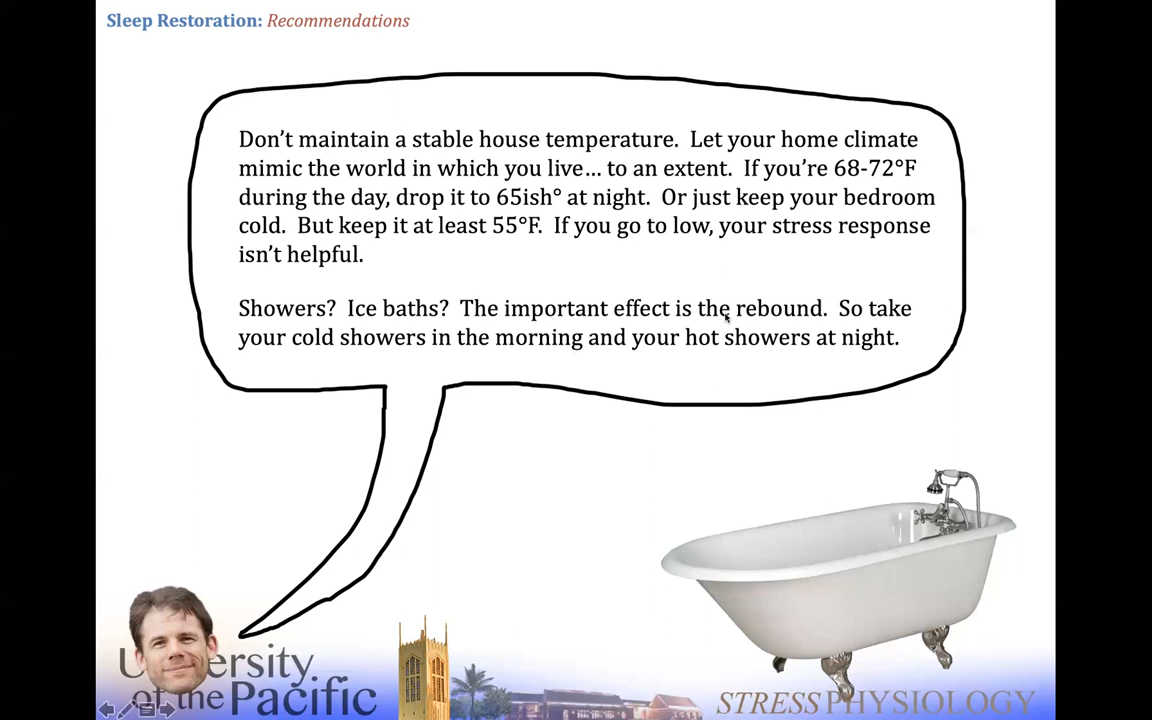 Sleep Restoration: Recommendations
Don't maintain a stable house temperature.  Let your home climate
mimic the world in which you live… to an extent.  If you're 68-72°F
during the day, drop it to 65ish° at night.  Or just keep your bedroom
cold.  But keep it at least 55°F.  If you go to low, your stress response
isn't helpful.
Showers?  Ice baths?  The important effect is the rebound.  So take
your cold showers in the morning and your hot showers at night.
U ersity
of the Pacific
STRESSPHYSIOLOGY